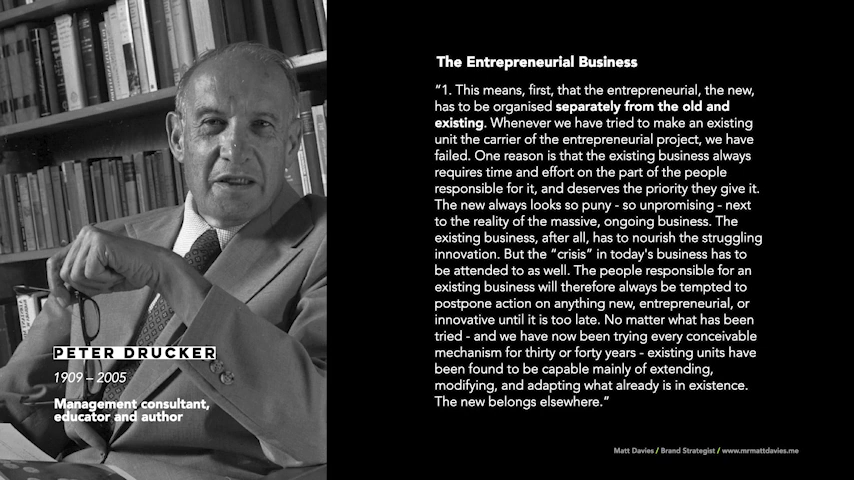 The Entrepreneurial Business
“1. This means, first, that the entrepreneurial, the new,
has to be organised separately from the old and
existing. Whenever we have tried to make an existing
unit the carrier of the entrepreneurial project, we have
failed. One reason is that the existing business always
requires time and effort on the part of the people
responsible for it, and deserves the priority they give it.
The new always looks so puny - so unpromising - next
to the reality of the massive, ongoing business. The
existing business, after all, has to nourish the struggling
innovation. But the “crisis” in today's business has to
be attended to as well. The people responsible for an
existing business will therefore always be tempted to
postpone action on anything new, entrepreneurial, or
innovative until it is too late. No matter what has been
tried - and we have now been trying every conceivable
mechanism for thirty or forty years - existing units have
been found to be capable mainly of extending,
modifying, and adapting what already is in existence.
The new belongs elsewhere.”
PETER DRUCKER
1909 – 2005
Management consultant,
educator and author
Matt Davies / Brand Strategist / www.mrmattdavies.me